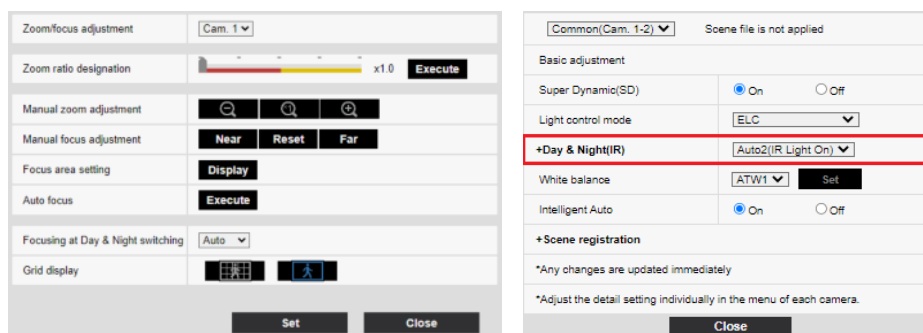 Zoom/focus adjustment Cam. 1
Zoom ratio designation x1.0 Execute
Manual zoom adjustment
Manual focus adjustment Near Reset Far
Focus area setting Display
Auto focus Execute
Focusing at Day & Night switching Auto
Grid display
Set Close
Common(Cam. 1-2) Scene file is not applied
Basic adjustment
Super Dynamic(SD) On Off
Light control mode ELC
+Day & Night(IR) Auto2(IR Light On)
White balance ATW1 Set
Intelligent Auto On Off
+Scene registration
*Any changes are updated immediately
*Adjust the detail setting individually in the menu of each camera.
Close